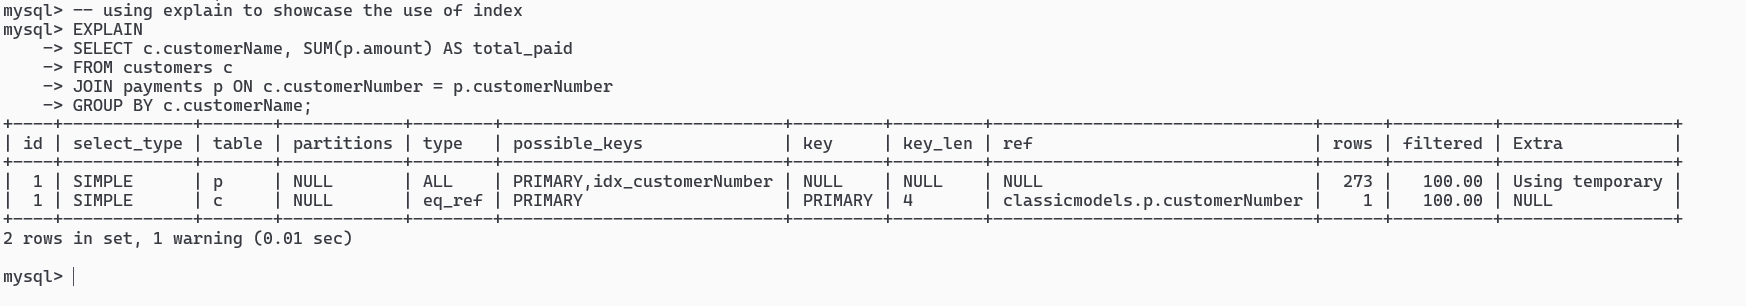 mysql> -- using explain to showcase the use of index
mysql> EXPLAIN
    -> SELECT c.customerName, SUM(p.amount) AS total_paid
    -> FROM customers c
    -> JOIN payments p ON c.customerNumber = p.customerNumber
    -> GROUP BY c.customerName;
+----+-------------+-------+------------+--------+----------------------------+---------+---------+--------------------------------+------+----------+-----------------+
| id | select_type | table | partitions | type   | possible_keys              | key     | key_len | ref                            | rows | filtered | Extra           |
+----+-------------+-------+------------+--------+----------------------------+---------+---------+--------------------------------+------+----------+-----------------+
|  1 | SIMPLE      | p     | NULL       | ALL    | PRIMARY,idx_customerNumber | NULL    | NULL    | NULL                           |  273 |   100.00 | Using temporary |
|  1 | SIMPLE      | c     | NULL       | eq_ref | PRIMARY                    | PRIMARY | 4       | classicmodels.p.customerNumber |    1 |   100.00 | NULL            |
+----+-------------+-------+------------+--------+----------------------------+---------+---------+--------------------------------+------+----------+-----------------+
2 rows in set, 1 warning (0.01 sec)
mysql>